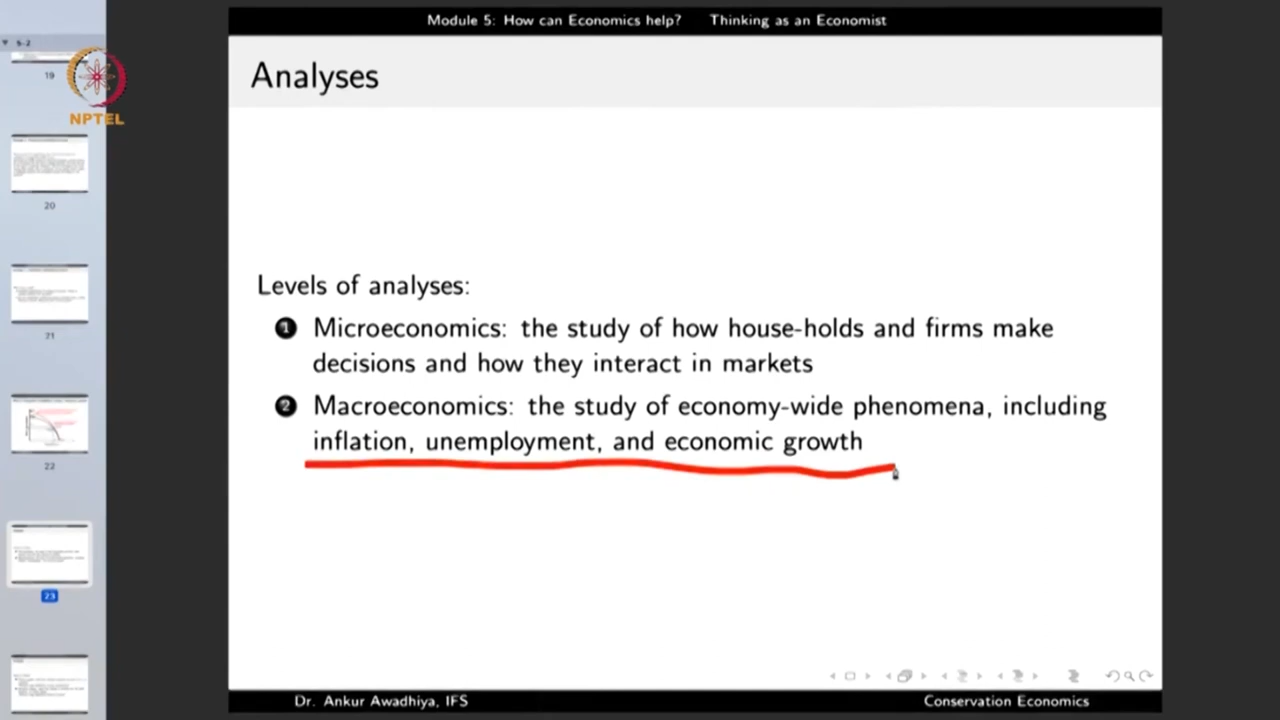 Module 5: How can Economics help? Thinking as an Economist
5-2
19
NPTEL
Analyses
20
21
22
23
Levels of analyses:
1 Microeconomics: the study of how house-holds and firms make
decisions and how they interact in markets
2 Macroeconomics: the study of economy-wide phenomena, including
inflation, unemployment, and economic growth
Dr. Ankur Awadhiya, IFS
Conservation Economics